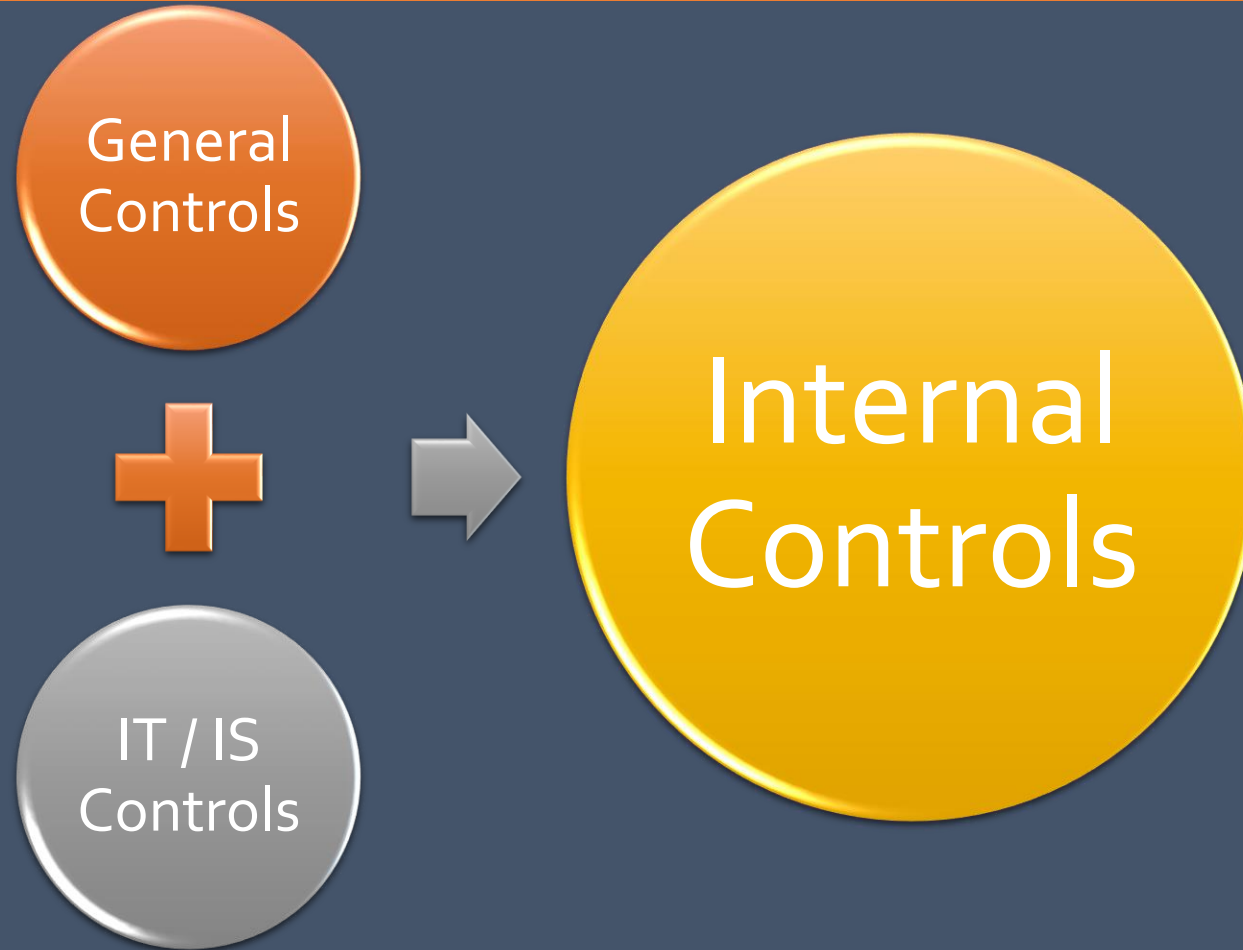 General
Controls
IT / IS
Controls
Internal
Controls